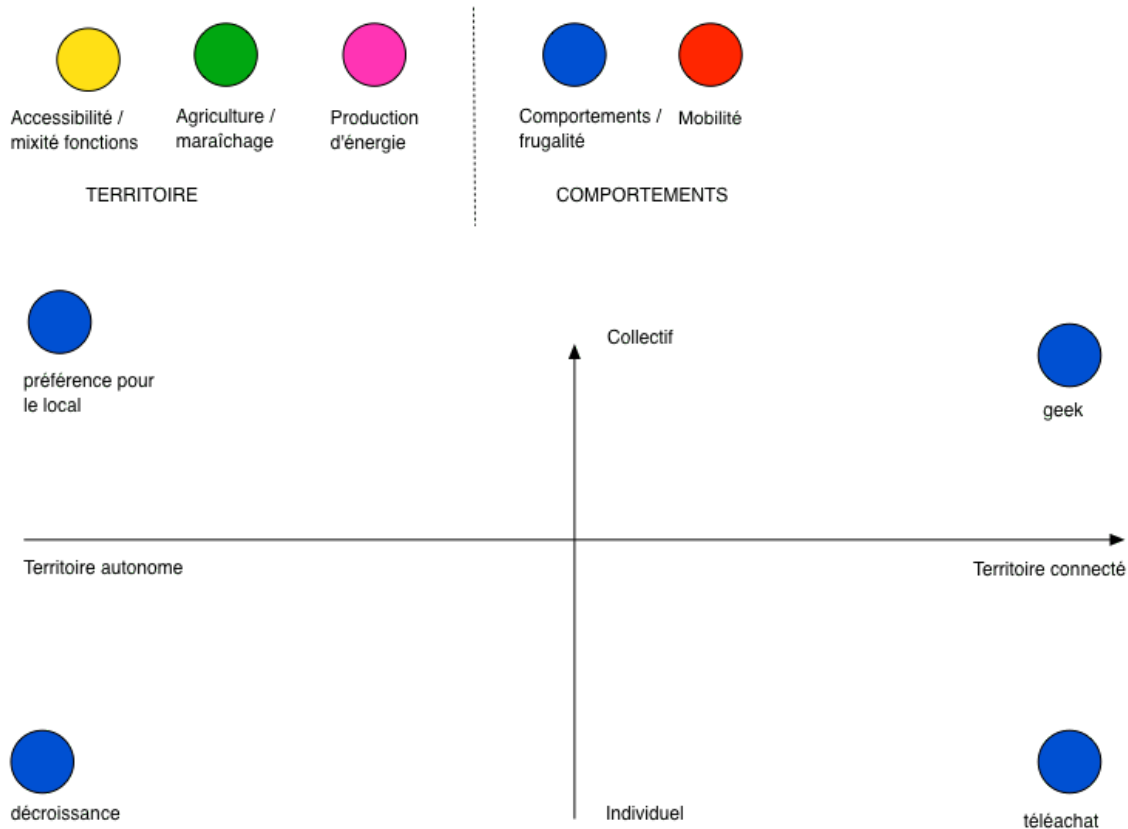 Accessibilité /
mixité fonctions
Agriculture /
maraîchage
Production
d'énergie
Comportements /
frugalité
Mobilité
TERRITOIRE
COMPORTEMENTS
préférence pour
le local
Collectif
geek
Territoire autonome
Territoire connecté
décroissance
Individuel
téléachat